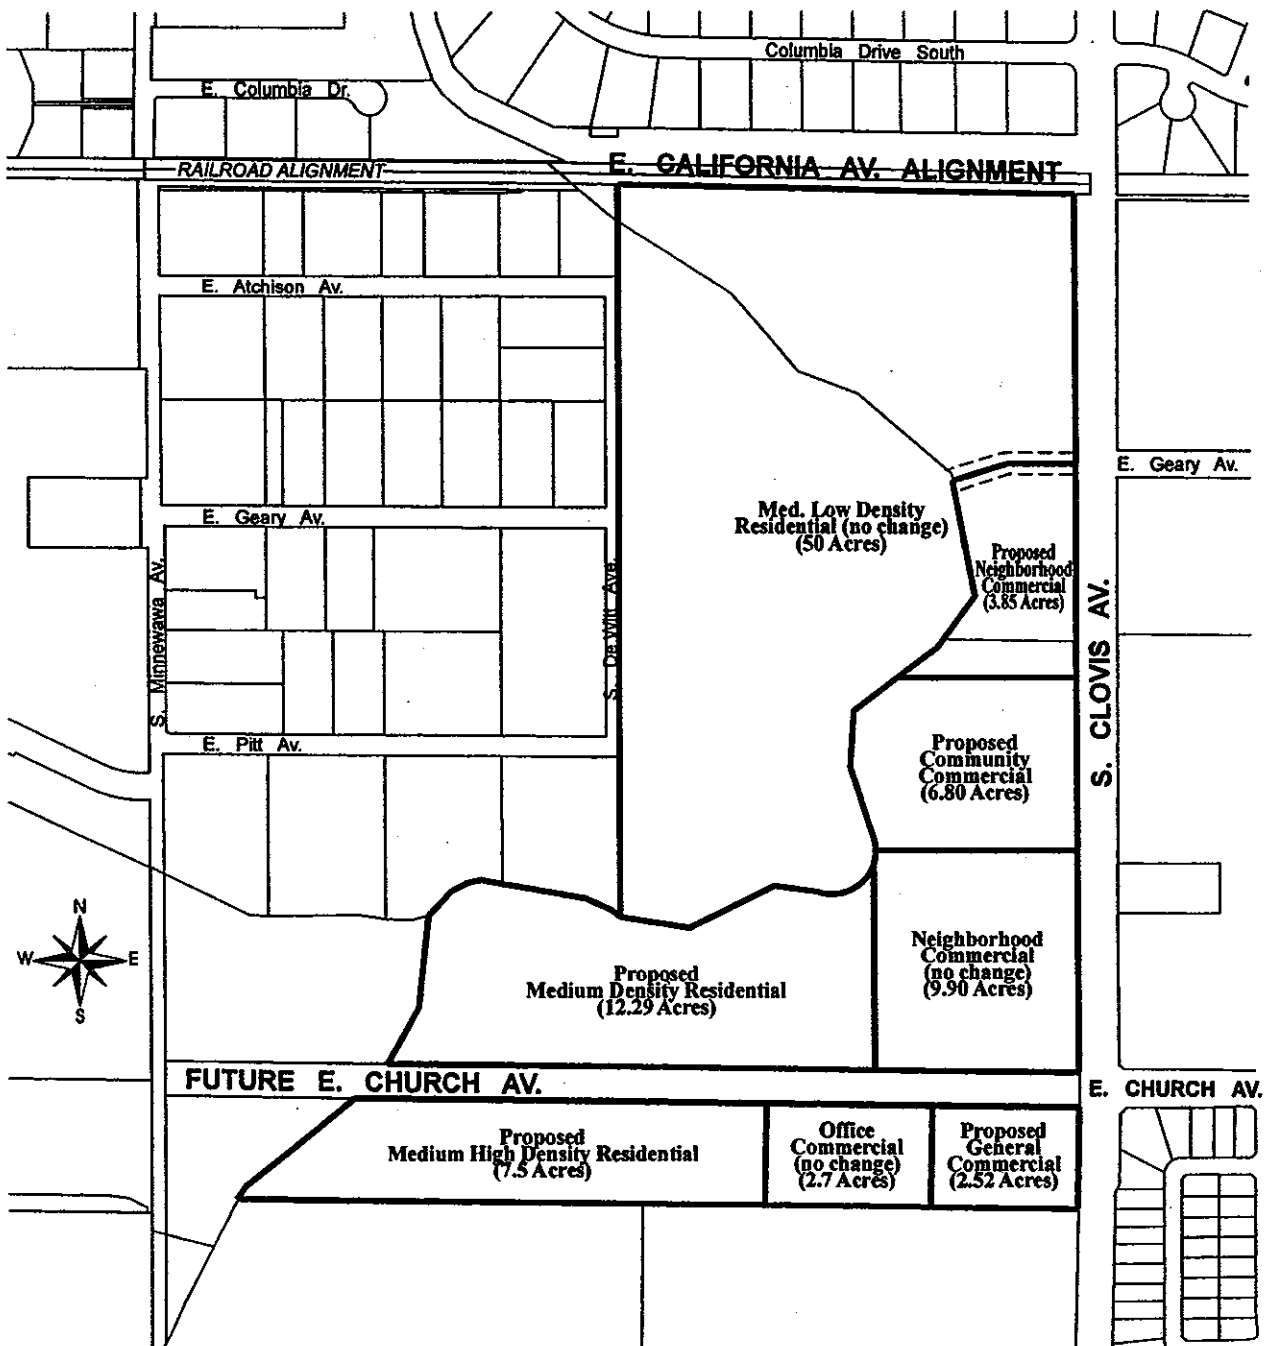 Columbia Drive South
E. Columbia Dr.
RAILROAD ALIGNMENT
E. CALIFORNIA AV. ALIGNMENT
E. Atchison Av.
E. Geary Av.
E. Geary Av.
Med. Low Density
Residential (no change)
(50 Acres)
Proposed
Neighborhood
Commercial
(3.85 Acres)
S. Minnewawa Av.
S. De Witt Ave.
S. CLOVIS AV.
E. Pitt Av.
Proposed
Community
Commercial
(6.80 Acres)
N
W
E
S
Neighborhood
Commercial
(no change)
(9.90 Acres)
Proposed
Medium Density Residential
(12.29 Acres)
FUTURE E. CHURCH AV.
E. CHURCH AV.
Proposed
Medium High Density Residential
(7.5 Acres)
Office
Commercial
(no change)
(2.7 Acres)
Proposed
General
Commercial
(2.52 Acres)